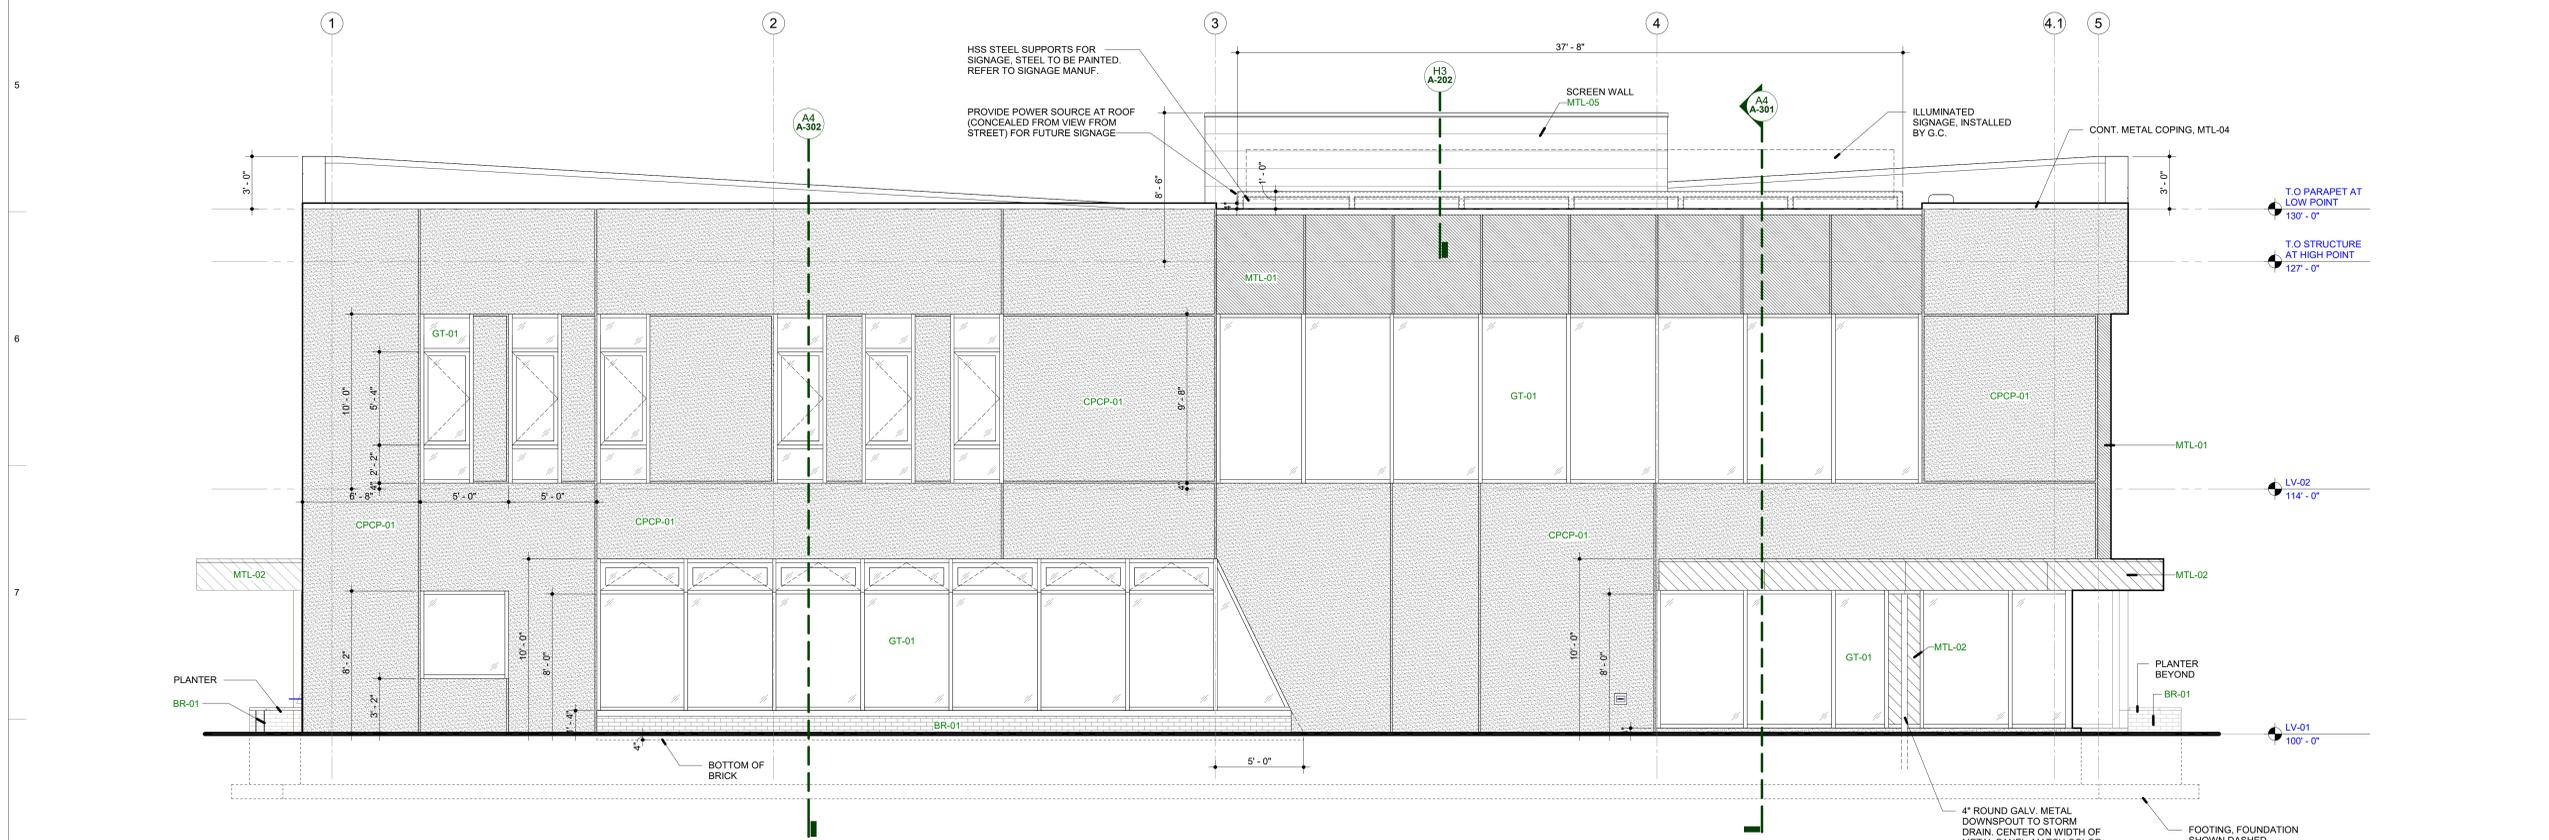 1
2
3
4
4.1
5
5
6
7
37' - 8"
HSS STEEL SUPPORTS FOR
SIGNAGE, STEEL TO BE PAINTED.
REFER TO SIGNAGE MANUF.
PROVIDE POWER SOURCE AT ROOF
(CONCEALED FROM VIEW FROM
STREET) FOR FUTURE SIGNAGE
A4
A-302
H3
A-202
SCREEN WALL
MTL-05
A4
A-301
ILLUMINATED
SIGNAGE, INSTALLED
BY G.C.
CONT. METAL COPING, MTL-04
3' - 0"
8' - 6"
1' - 0"
4"
3' - 0"
T.O PARAPET AT
LOW POINT
130' - 0"
T.O STRUCTURE
AT HIGH POINT
127' - 0"
MTL-01
GT-01
10' - 0"
5' - 4"
2' - 2"
4"
CPCP-01
9' - 8"
4"
GT-01
CPCP-01
MTL-01
LV-02
114' - 0"
6' - 8"
5' - 0"
5' - 0"
CPCP-01
CPCP-01
CPCP-01
MTL-02
MTL-02
8' - 2"
3' - 2"
10' - 0"
8' - 0"
1' - 4"
GT-01
10' - 0"
8' - 0"
GT-01
MTL-02
PLANTER
BR-01
BR-01
PLANTER
BEYOND
BR-01
LV-01
100' - 0"
4"
BOTTOM OF
BRICK
5' - 0"
4" ROUND GALV. METAL
DOWNSPOUT TO STORM
DRAIN. CENTER ON WIDTH OF
FOOTING, FOUNDATION